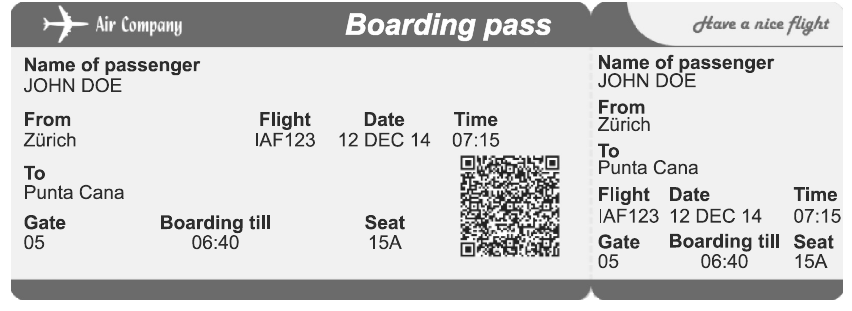 Air Company
Boarding pass
Name of passenger
JOHN DOE
From Flight Date Time
Zürich IAF123 12 DEC 14 07:15
To
Punta Cana
Gate Boarding till Seat
05 06:40 15A
Have a nice flight
Name of passenger
JOHN DOE
From
Zürich
To
Punta Cana
Flight Date Time
IAF123 12 DEC 14 07:15
Gate Boarding till Seat
05 06:40 15A